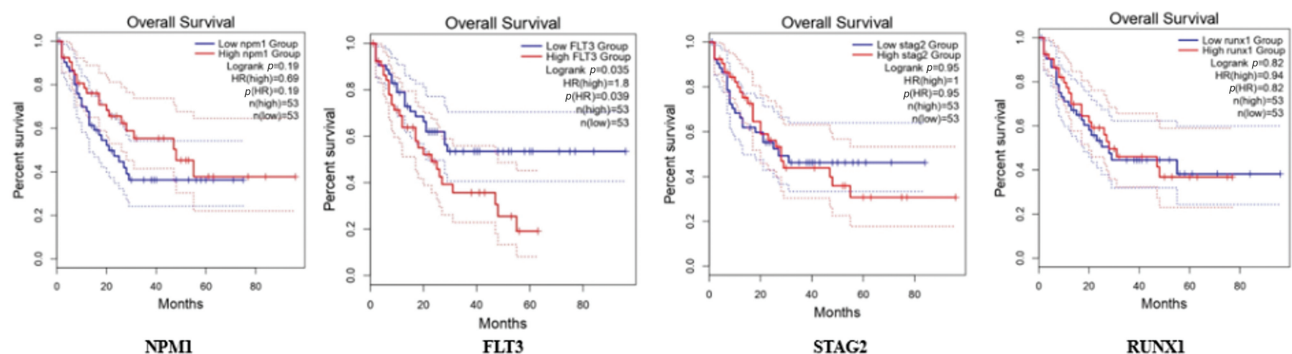 Overall Survival
Low npm1 Group
High npm1 Group
Logrank p=0.19
HR(high)=0.69
p(HR)=0.19
n(high)=53
n(low)=53
Percent survival
0.0
0.2
0.4
0.6
0.8
1.0
0 20 40 60 80
Months
NPM1
Overall Survival
Low FLT3 Group
High FLT3 Group
Logrank p=0.035
HR(high)=1.8
p(HR)=0.039
n(high)=53
n(low)=53
Percent survival
0.0
0.2
0.4
0.6
0.8
1.0
0 20 40 60 80
Months
FLT3
Overall Survival
Low stag2 Group
High stag2 Group
Logrank p=0.95
HR(high)=1
p(HR)=0.95
n(high)=53
n(low)=53
Percent survival
0.0
0.2
0.4
0.6
0.8
1.0
0 20 40 60 80
Months
STAG2
Overall Survival
Low runx1 Group
High runx1 Group
Logrank p=0.82
HR(high)=0.94
p(HR)=0.82
n(high)=53
n(low)=53
Percent survival
0.0
0.2
0.4
0.6
0.8
1.0
0 20 40 60 80
Months
RUNX1